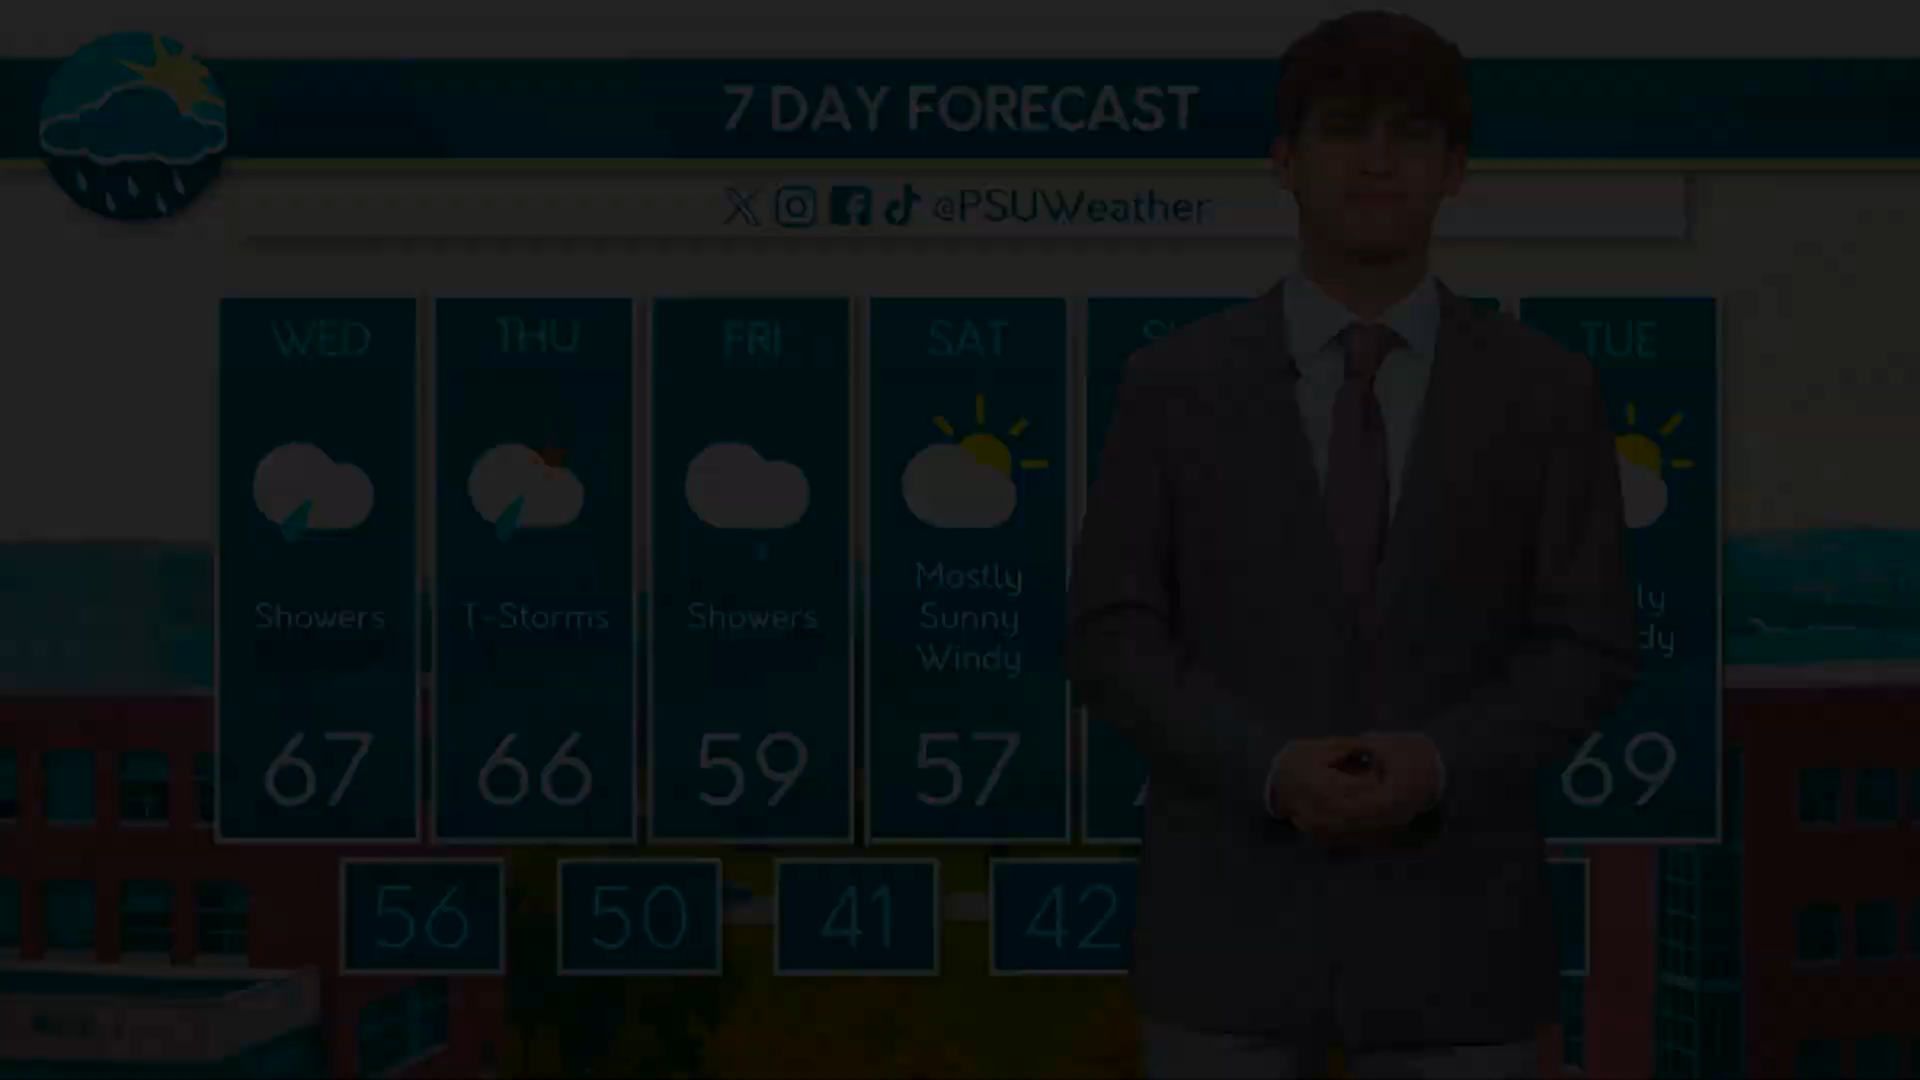 7 DAY FORECAST
@PSUWeather
WED THU FRI SAT TUE
Showers T-Storms Showers Mostly
Sunny
Windy
67 66 59 57 69
56 50 41 42